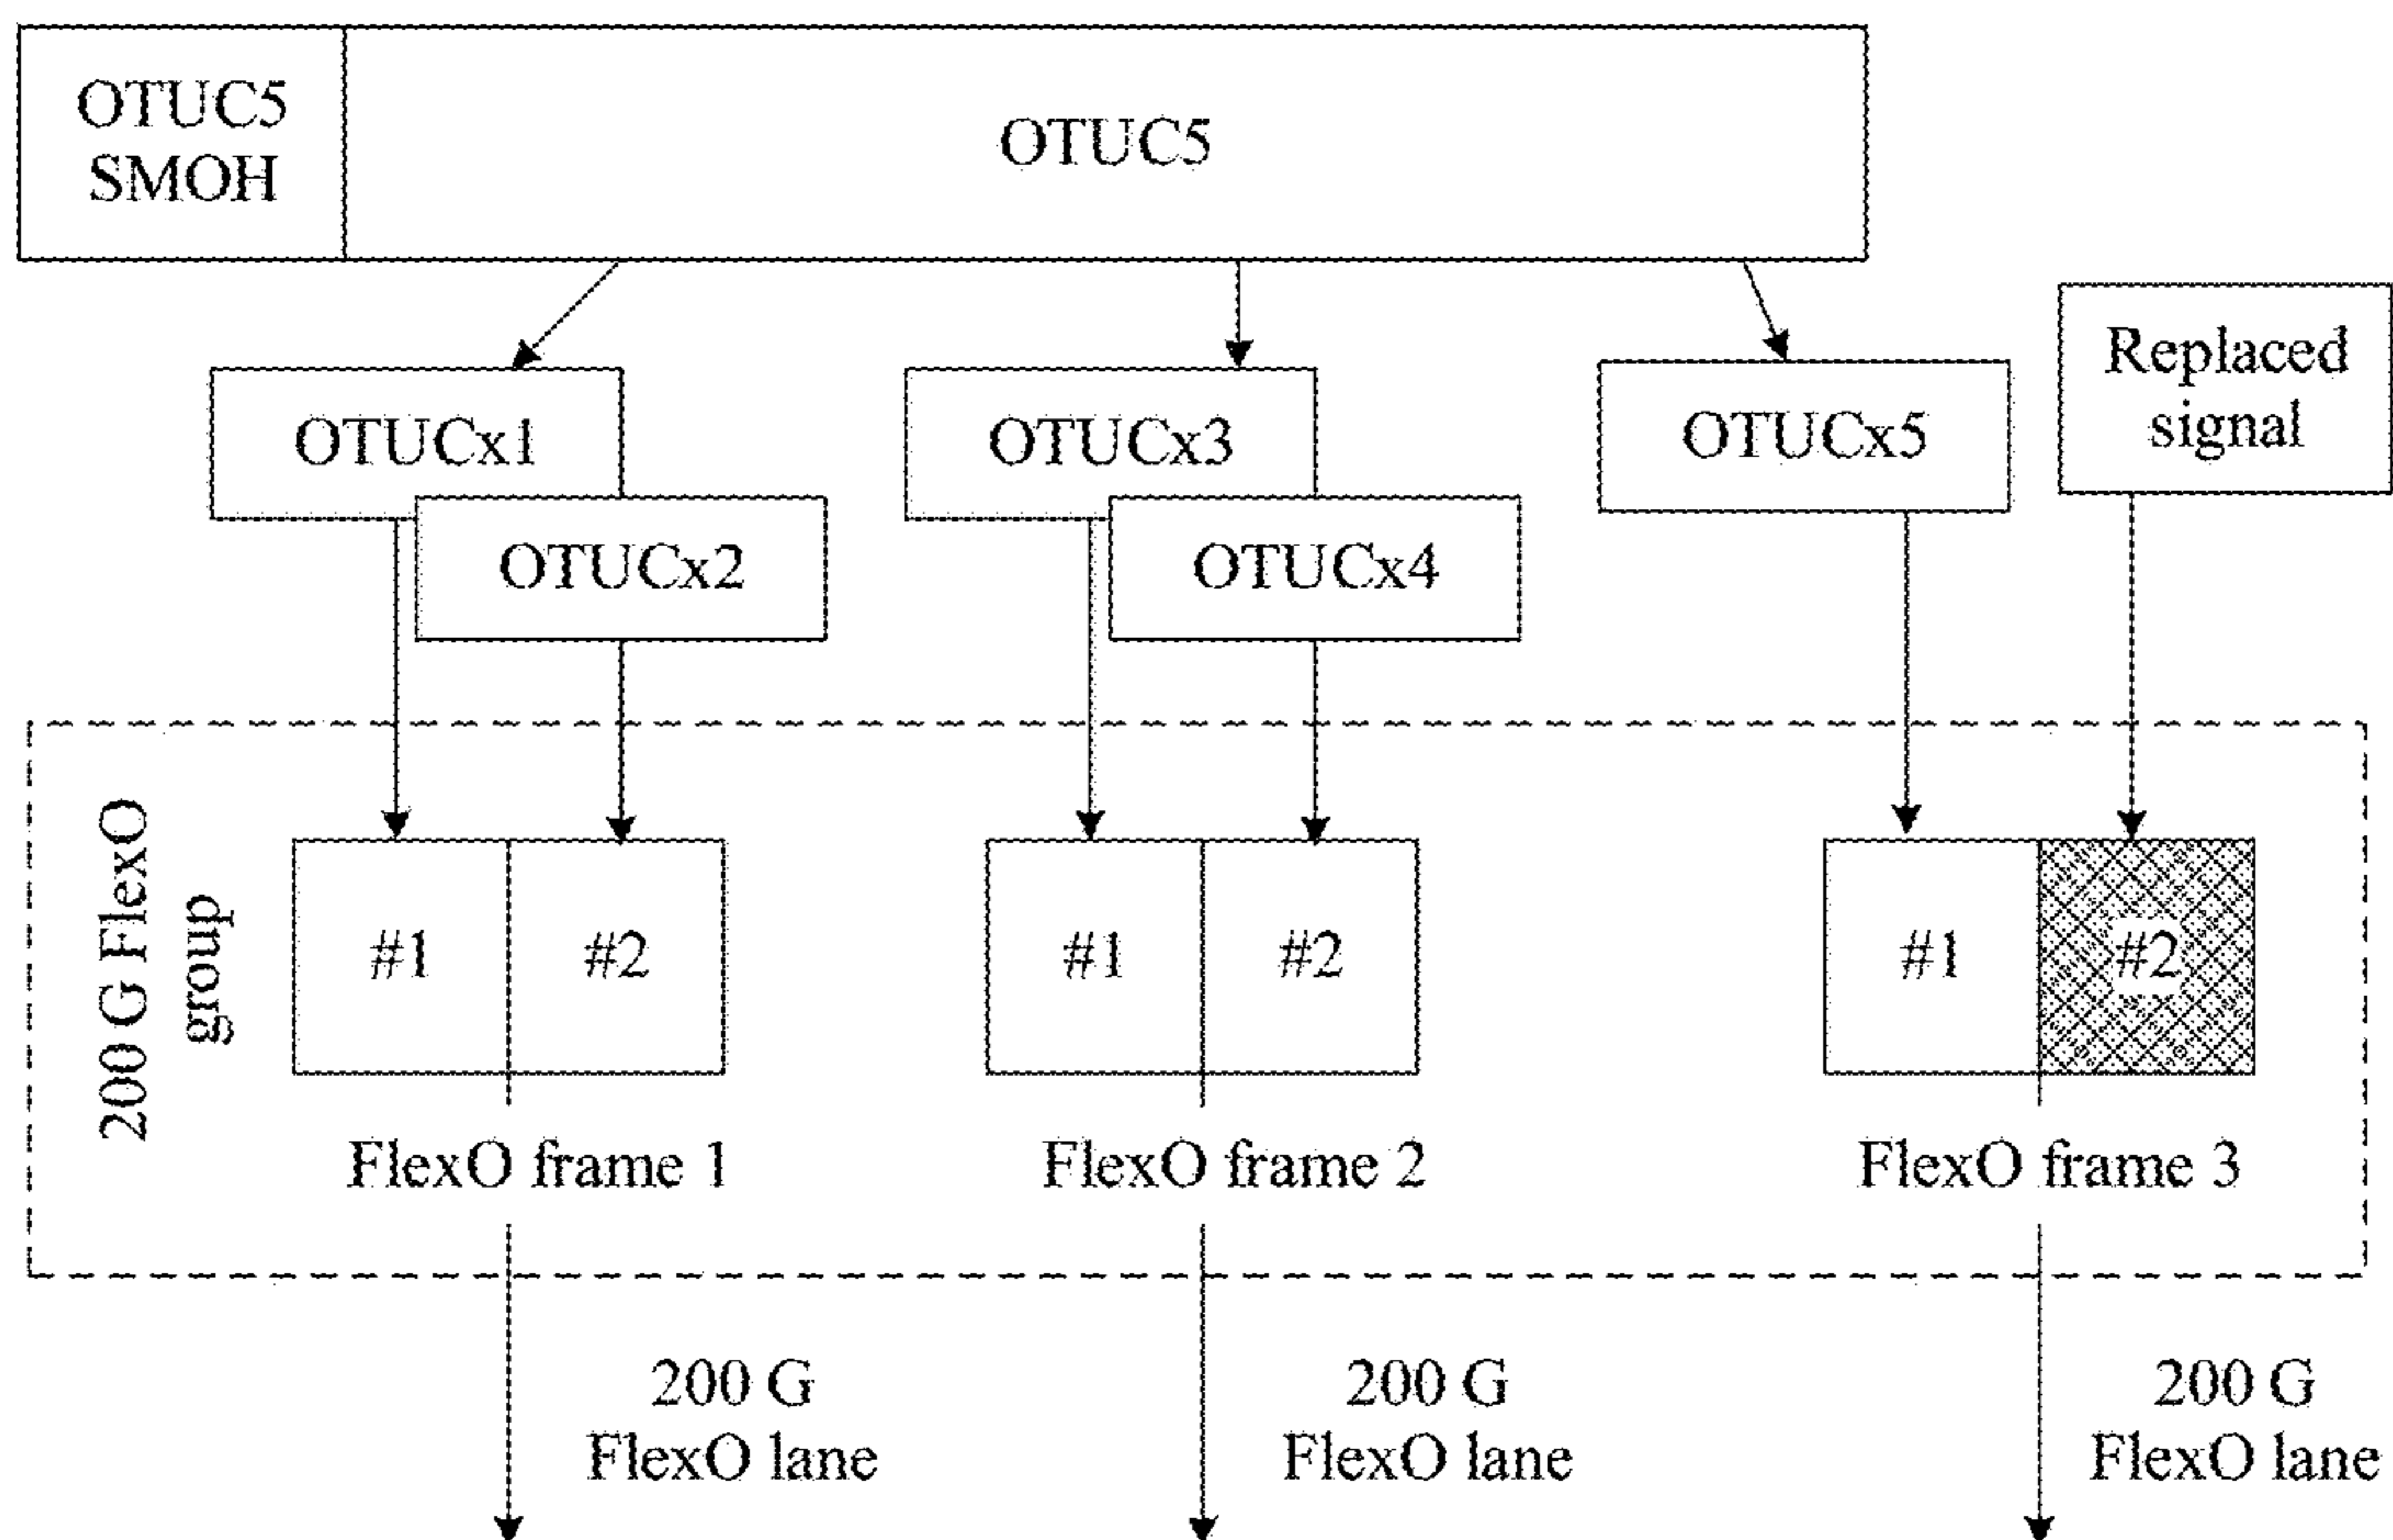 OTUC5
SMOH
OTUC5
Replaced
signal
OTUCx1
OTUCx3
OTUCx5
OTUCx2
OTUCx4
200 G FlexO
group
#1
#2
#1
#2
#1
#2
FlexO frame 1
FlexO frame 2
FlexO frame 3
200 G
FlexO lane
200 G
FlexO lane
200 G
FlexO lane